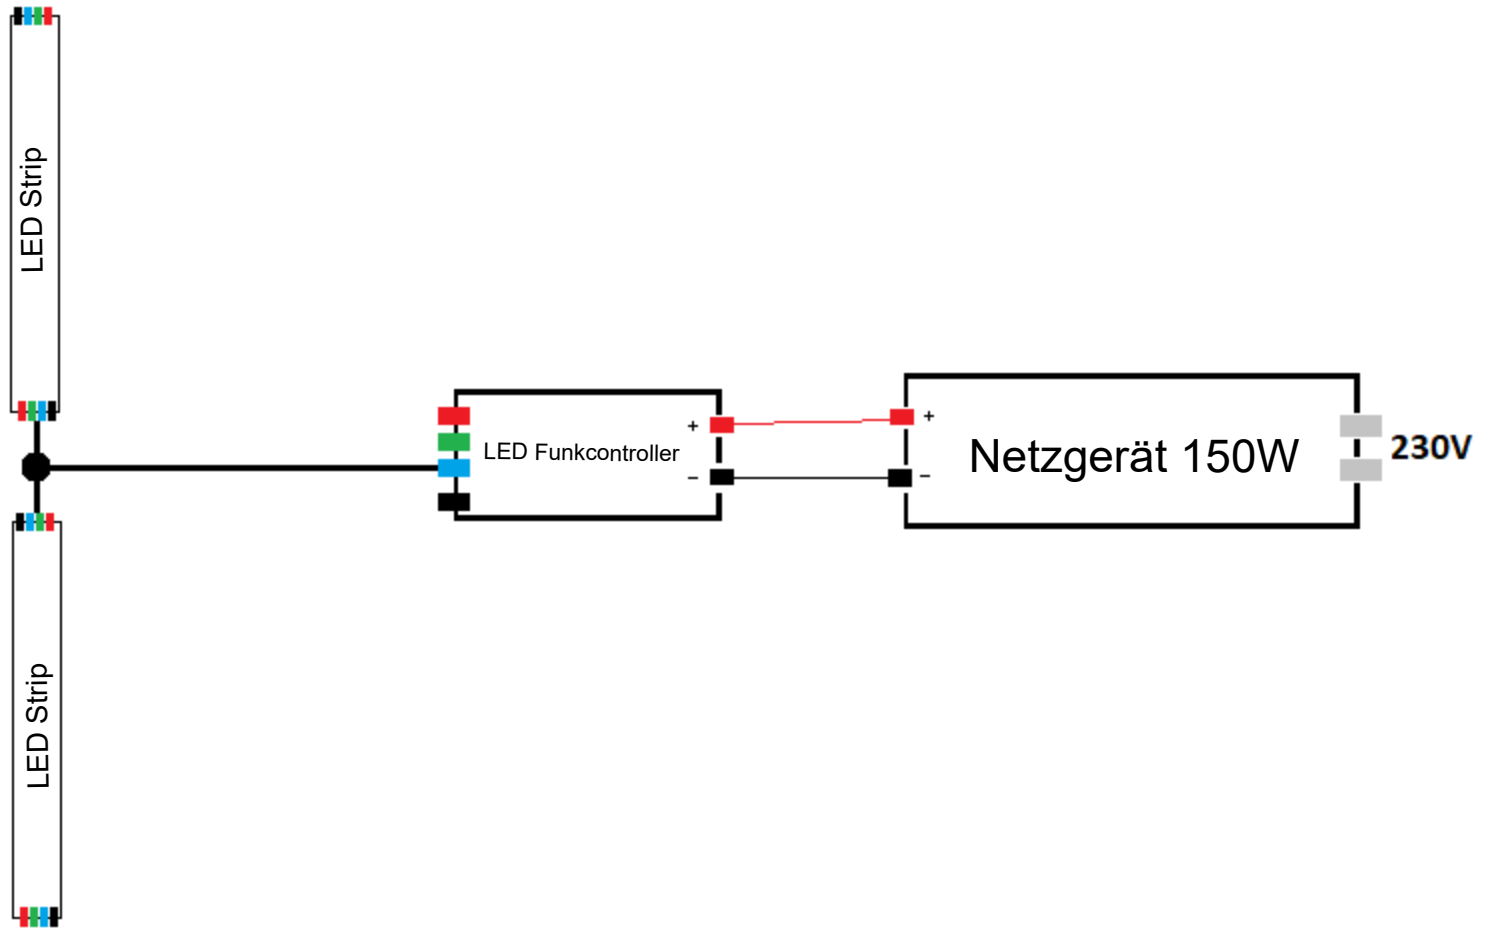 LED Strip
LED Funkcontroller
+
–
+
–
Netzgerät 150W
230V
LED Strip